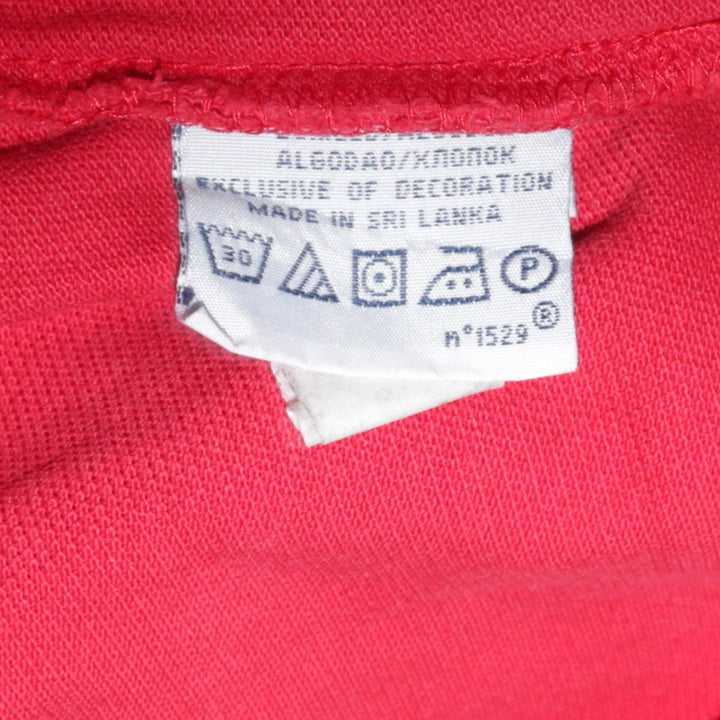 ALGODAO/ХЛОПОК
EXCLUSIVE OF DECORATION
MADE IN SRI LANKA
30 P
n°1529 ®